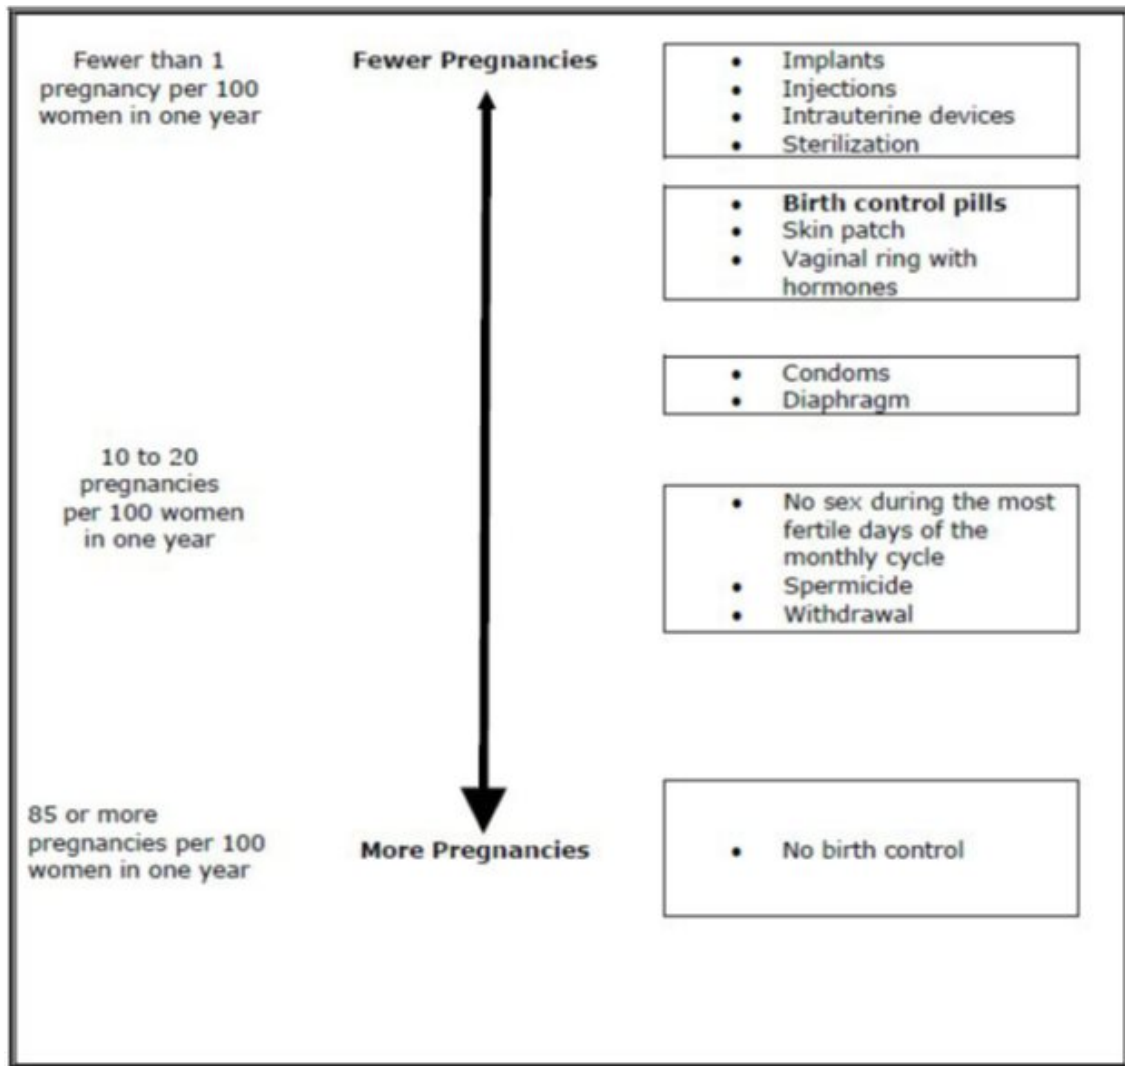 Fewer than 1
pregnancy per 100
women in one year
Fewer Pregnancies
• Implants
• Injections
• Intrauterine devices
• Sterilization
• Birth control pills
• Skin patch
• Vaginal ring with
hormones
• Condoms
• Diaphragm
10 to 20
pregnancies
per 100 women
in one year
• No sex during the most
fertile days of the
monthly cycle
• Spermicide
• Withdrawal
85 or more
pregnancies per 100
women in one year
More Pregnancies
• No birth control